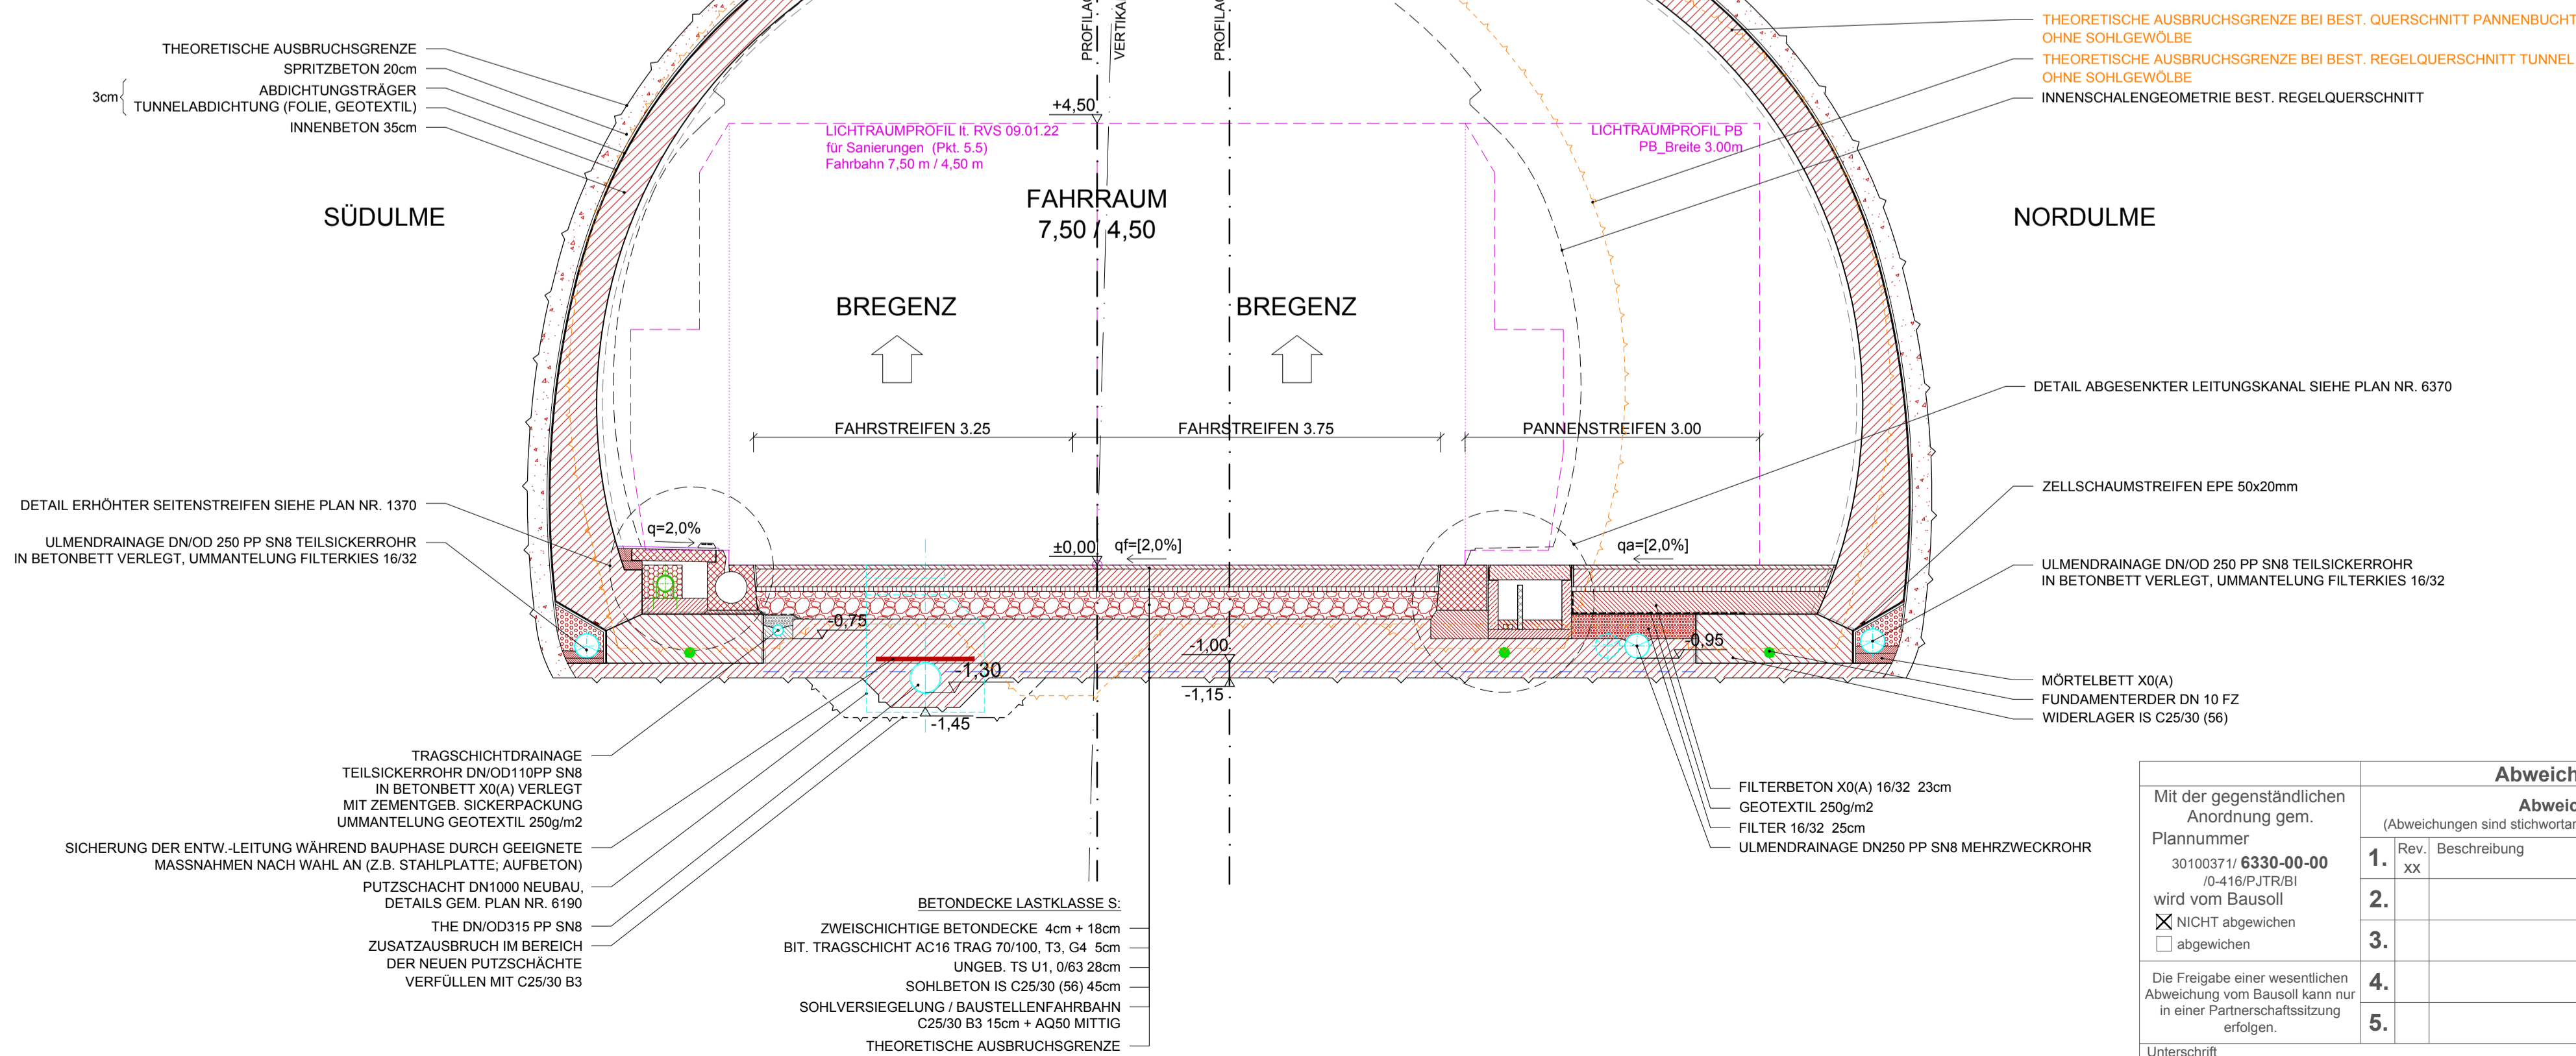 THEORETISCHE AUSBRUCHSGRENZE
SPRITZBETON 20cm
3cm
ABDICHTUNGSTRÄGER
TUNNELABDICHTUNG (FOLIE, GEOTEXTIL)
INNENBETON 35cm
SÜDULME
DETAIL ERHÖHTER SEITENSTREIFEN SIEHE PLAN NR. 1370
ULMENDRAINAGE DN/OD 250 PP SN8 TEILSICKERROHR
IN BETONBETT VERLEGT, UMMANTELUNG FILTERKIES 16/32
PROFILAC
VERTIKA
PROFILAC
+4,50
LICHTRAUMPROFIL lt. RVS 09.01.22
für Sanierungen (Pkt. 5.5)
Fahrbahn 7,50 m / 4,50 m
LICHTRAUMPROFIL PB
PB_Breite 3.00m
FAHRRAUM
7,50 / 4,50
BREGENZ
BREGENZ
FAHRSTREIFEN 3.25
FAHRSTREIFEN 3.75
PANNENSTREIFEN 3.00
q=2,0%
±0,00
qf=[2,0%]
qa=[2,0%]
-0,75
-1,00
-0,95
-1,30
-1,15
-1,45
THEORETISCHE AUSBRUCHSGRENZE BEI BEST. QUERSCHNITT PANNENBUCHT
OHNE SOHLGEWÖLBE
THEORETISCHE AUSBRUCHSGRENZE BEI BEST. REGELQUERSCHNITT TUNNEL
OHNE SOHLGEWÖLBE
INNENSCHALENGEOMETRIE BEST. REGELQUERSCHNITT
NORDULME
DETAIL ABGESENKTER LEITUNGSKANAL SIEHE PLAN NR. 6370
ZELLSCHAUMSTREIFEN EPE 50x20mm
ULMENDRAINAGE DN/OD 250 PP SN8 TEILSICKERROHR
IN BETONBETT VERLEGT, UMMANTELUNG FILTERKIES 16/32
MÖRTELBETT X0(A)
FUNDAMENTERDER DN 10 FZ
WIDERLAGER IS C25/30 (56)
TRAGSCHICHTDRAINAGE
TEILSICKERROHR DN/OD110PP SN8
IN BETONBETT X0(A) VERLEGT
MIT ZEMENTGEB. SICKERPACKUNG
UMMANTELUNG GEOTEXTIL 250g/m2
SICHERUNG DER ENTW.-LEITUNG WÄHREND BAUPHASE DURCH GEEIGNETE
MASSNAHMEN NACH WAHL AN (Z.B. STAHLPLATTE; AUFBETON)
PUTZSCHACHT DN1000 NEUBAU,
DETAILS GEM. PLAN NR. 6190
THE DN/OD315 PP SN8
ZUSATZAUSBRUCH IM BEREICH
DER NEUEN PUTZSCHÄCHTE
VERFÜLLEN MIT C25/30 B3
BETONDECKE LASTKLASSE S:
ZWEISCHICHTIGE BETONDECKE 4cm + 18cm
BIT. TRAGSCHICHT AC16 TRAG 70/100, T3, G4 5cm
UNGEB. TS U1, 0/63 28cm
SOHLBETON IS C25/30 (56) 45cm
SOHLVERSIEGELUNG / BAUSTELLENFAHRBAHN
C25/30 B3 15cm + AQ50 MITTIG
THEORETISCHE AUSBRUCHSGRENZE
FILTERBETON X0(A) 16/32 23cm
GEOTEXTIL 250g/m2
FILTER 16/32 25cm
ULMENDRAINAGE DN250 PP SN8 MEHRZWECKROHR
Abweich
Mit der gegenständlichen
Anordnung gem.
Plannummer
30100371/ 6330-00-00
/0-416/PJTR/BI
wird vom Bausoll
NICHT abgewichen
abgewichen
Abweic
(Abweichungen sind stichwortar
1.
Rev.
xx
Beschreibung
2.
3.
4.
5.
Die Freigabe einer wesentlichen
Abweichung vom Bausoll kann nur
in einer Partnerschaftssitzung
erfolgen.
Unterschrift